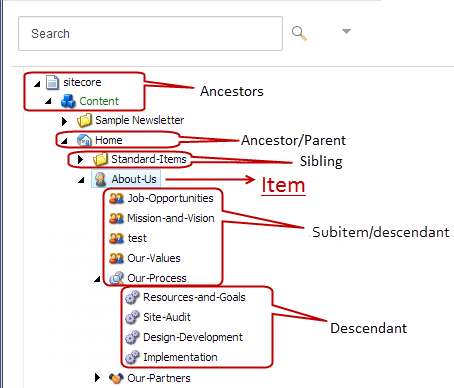 Search
sitecore
Ancestors
Content
Sample Newsletter
Home
Ancestor/Parent
Standard-Items
Sibling
About-Us
Item
Job-Opportunities
Mission-and-Vision
Subitem/descendant
test
Our-Values
Our-Process
Resources-and-Goals
Site-Audit
Descendant
Design-Development
Implementation
Our-Partners